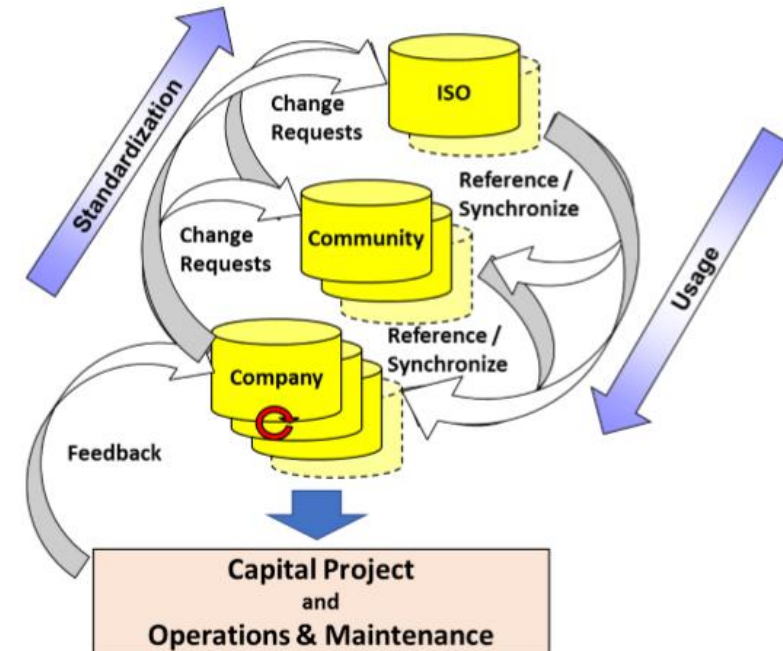 ISO
Change
Requests
Standardization
Reference /
Synchronize
Community
Change
Requests
Usage
Reference /
Synchronize
Company
Feedback
Capital Project
and
Operations & Maintenance